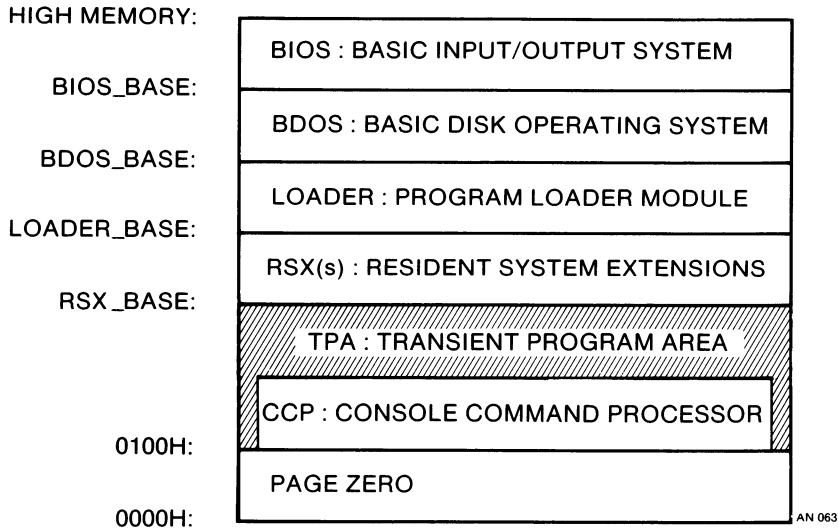 HIGH MEMORY:
BIOS : BASIC INPUT/OUTPUT SYSTEM
BIOS_BASE:
BDOS : BASIC DISK OPERATING SYSTEM
BDOS_BASE:
LOADER : PROGRAM LOADER MODULE
LOADER_BASE:
RSX(s) : RESIDENT SYSTEM EXTENSIONS
RSX_BASE:
TPA : TRANSIENT PROGRAM AREA
CCP : CONSOLE COMMAND PROCESSOR
0100H:
PAGE ZERO
0000H:
AN 063